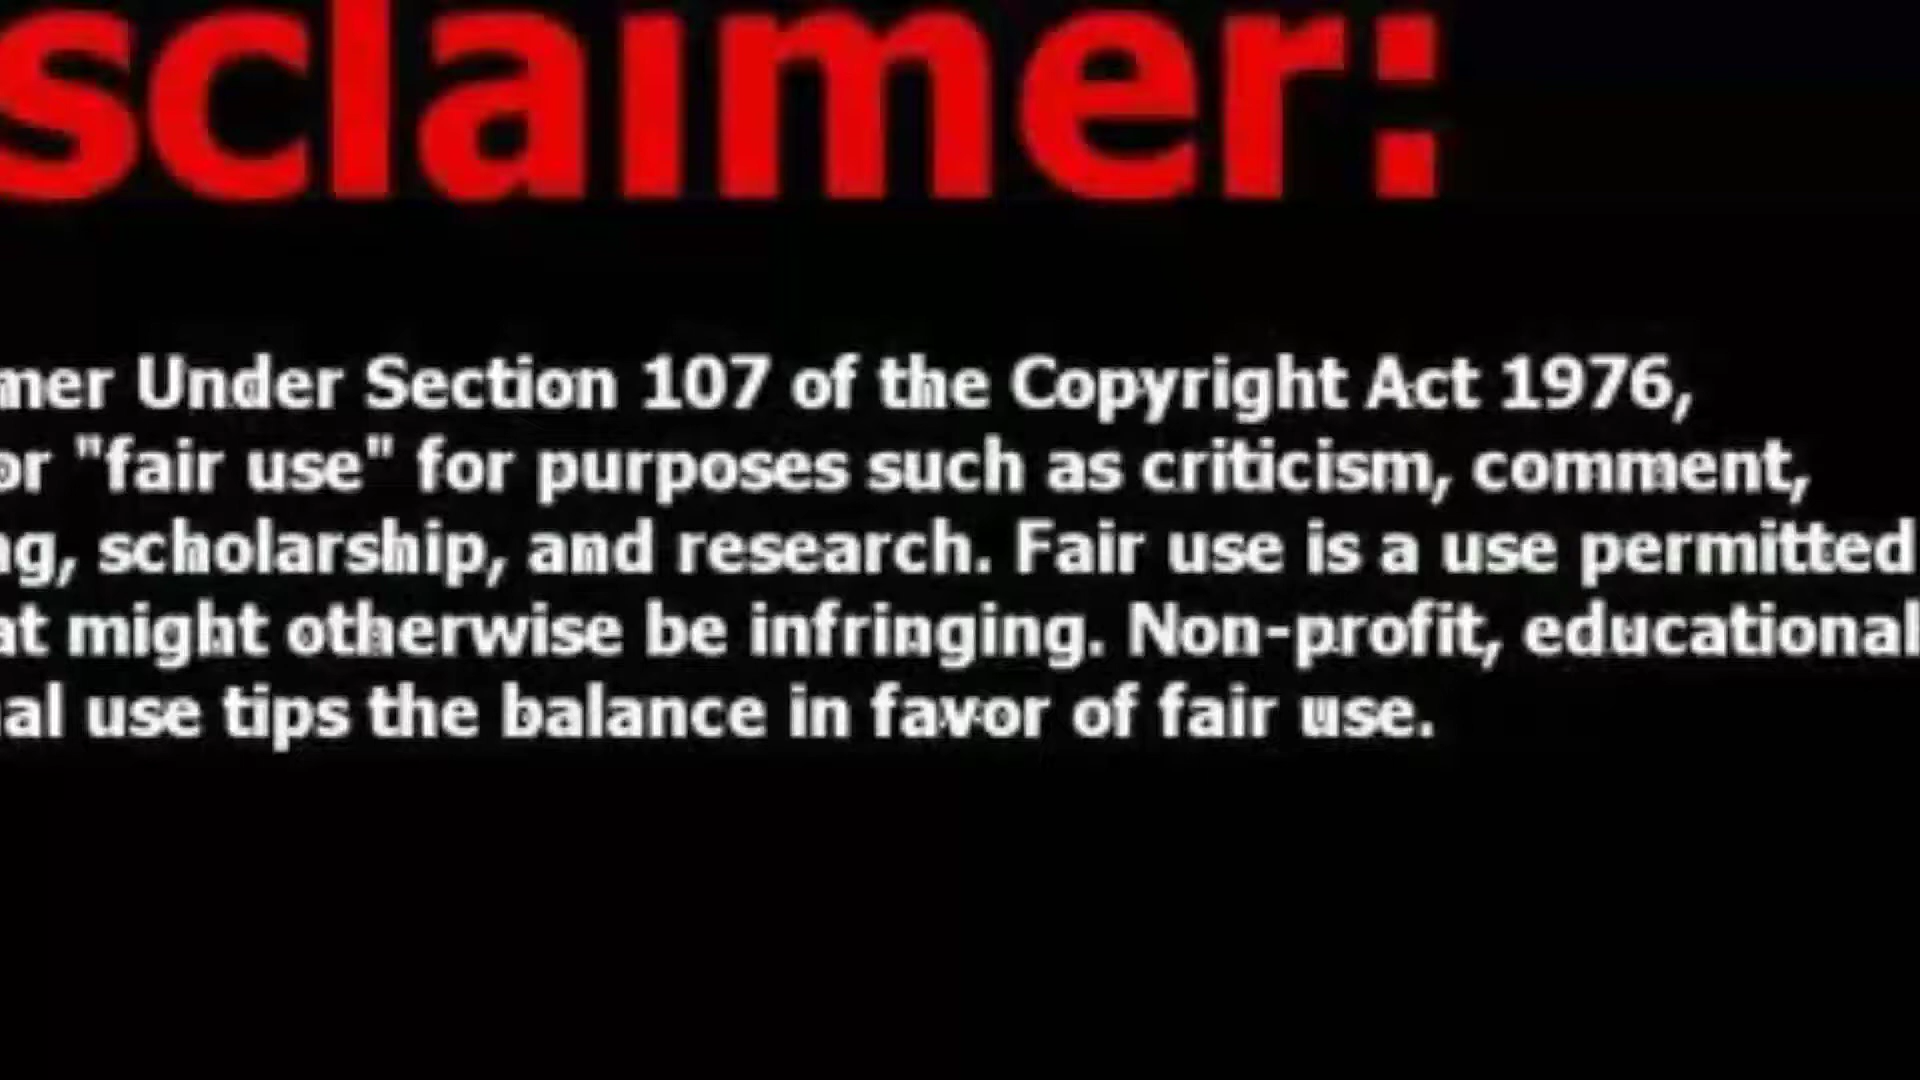 sclaimer:
mer Under Section 107 of the Copyright Act 1976,
or "fair use" for purposes such as criticism, comment,
ng, scholarship, and research. Fair use is a use permitted
at might otherwise be infringing. Non-profit, educational
nal use tips the balance in favor of fair use.